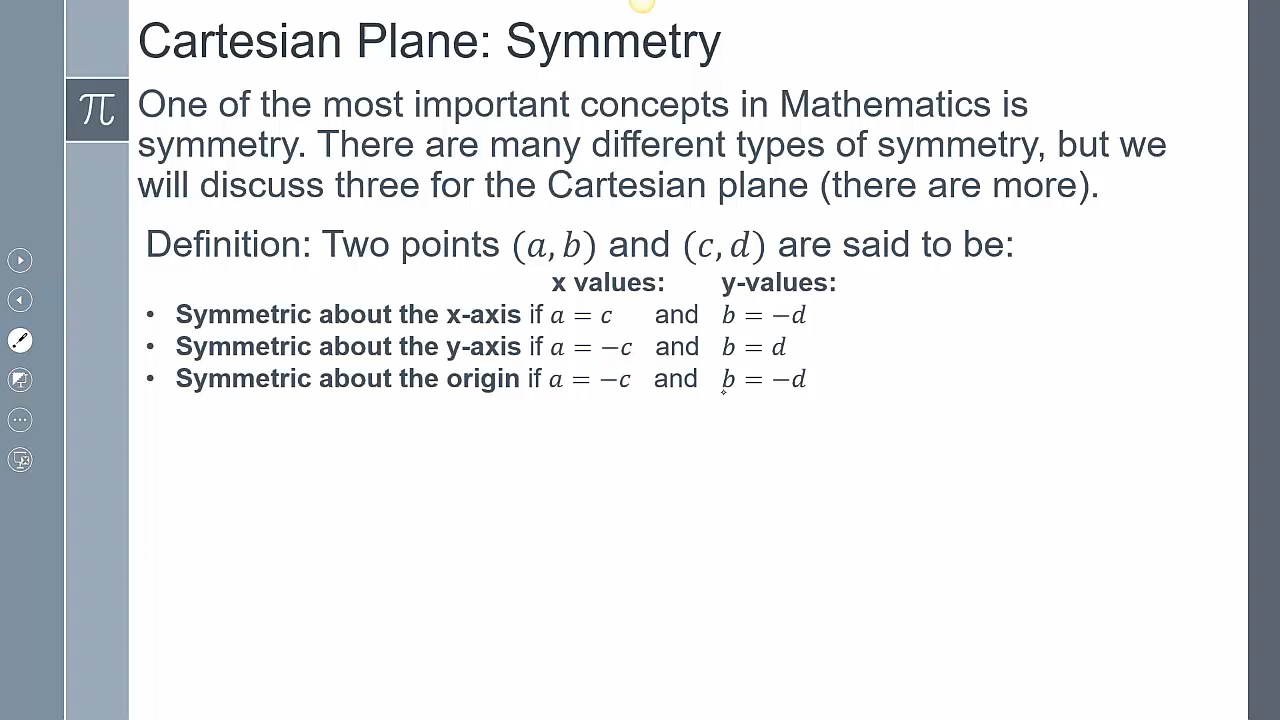 Cartesian Plane: Symmetry
π
One of the most important concepts in Mathematics is
symmetry. There are many different types of symmetry, but we
will discuss three for the Cartesian plane (there are more).
Definition: Two points (a, b) and (c, d) are said to be:
x values: y-values:
• Symmetric about the x-axis if a = c and b = −d
• Symmetric about the y-axis if a = −c and b = d
• Symmetric about the origin if a = −c and b = −d